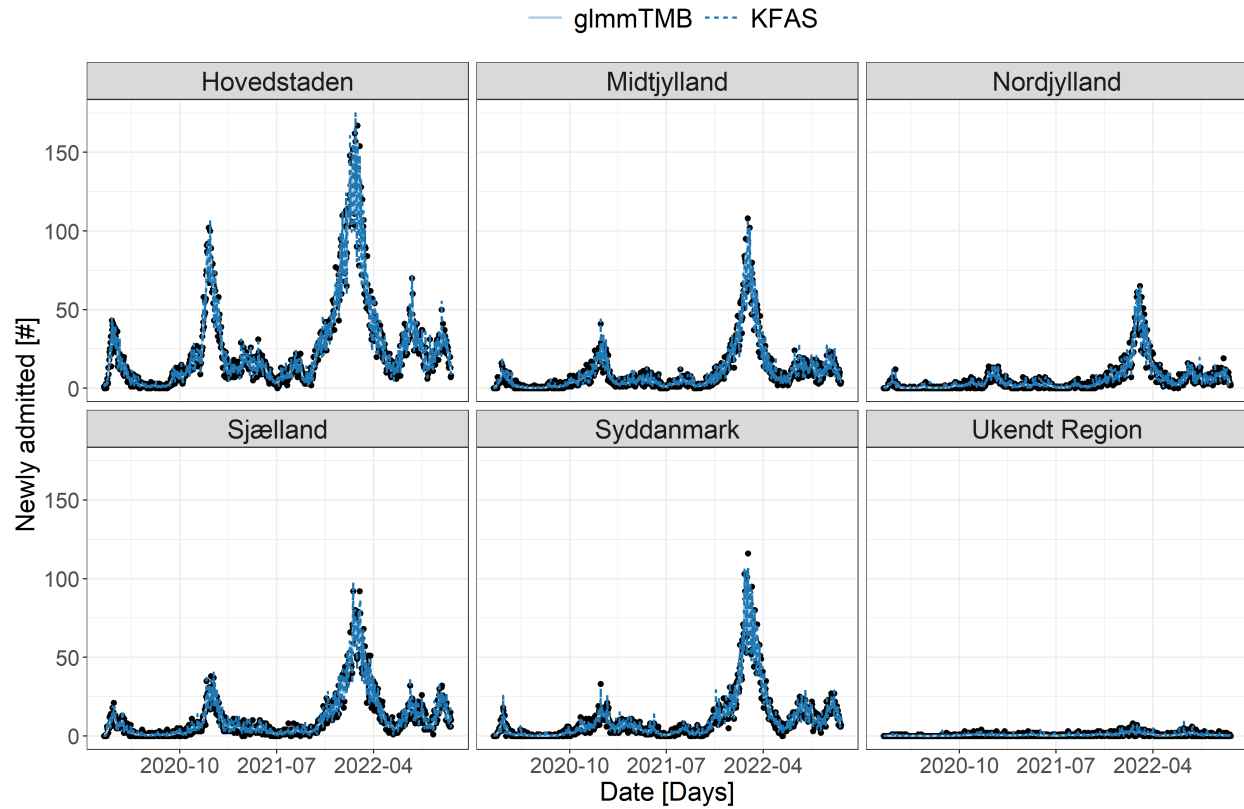 glmmTMB KFAS
Hovedstaden Midtjylland Nordjylland
150
100
50
0
Sjælland Syddanmark Ukendt Region
150
100
50
0
Newly admitted [#]
2020-10 2021-07 2022-04 2020-10 2021-07 2022-04 2020-10 2021-07 2022-04
Date [Days]